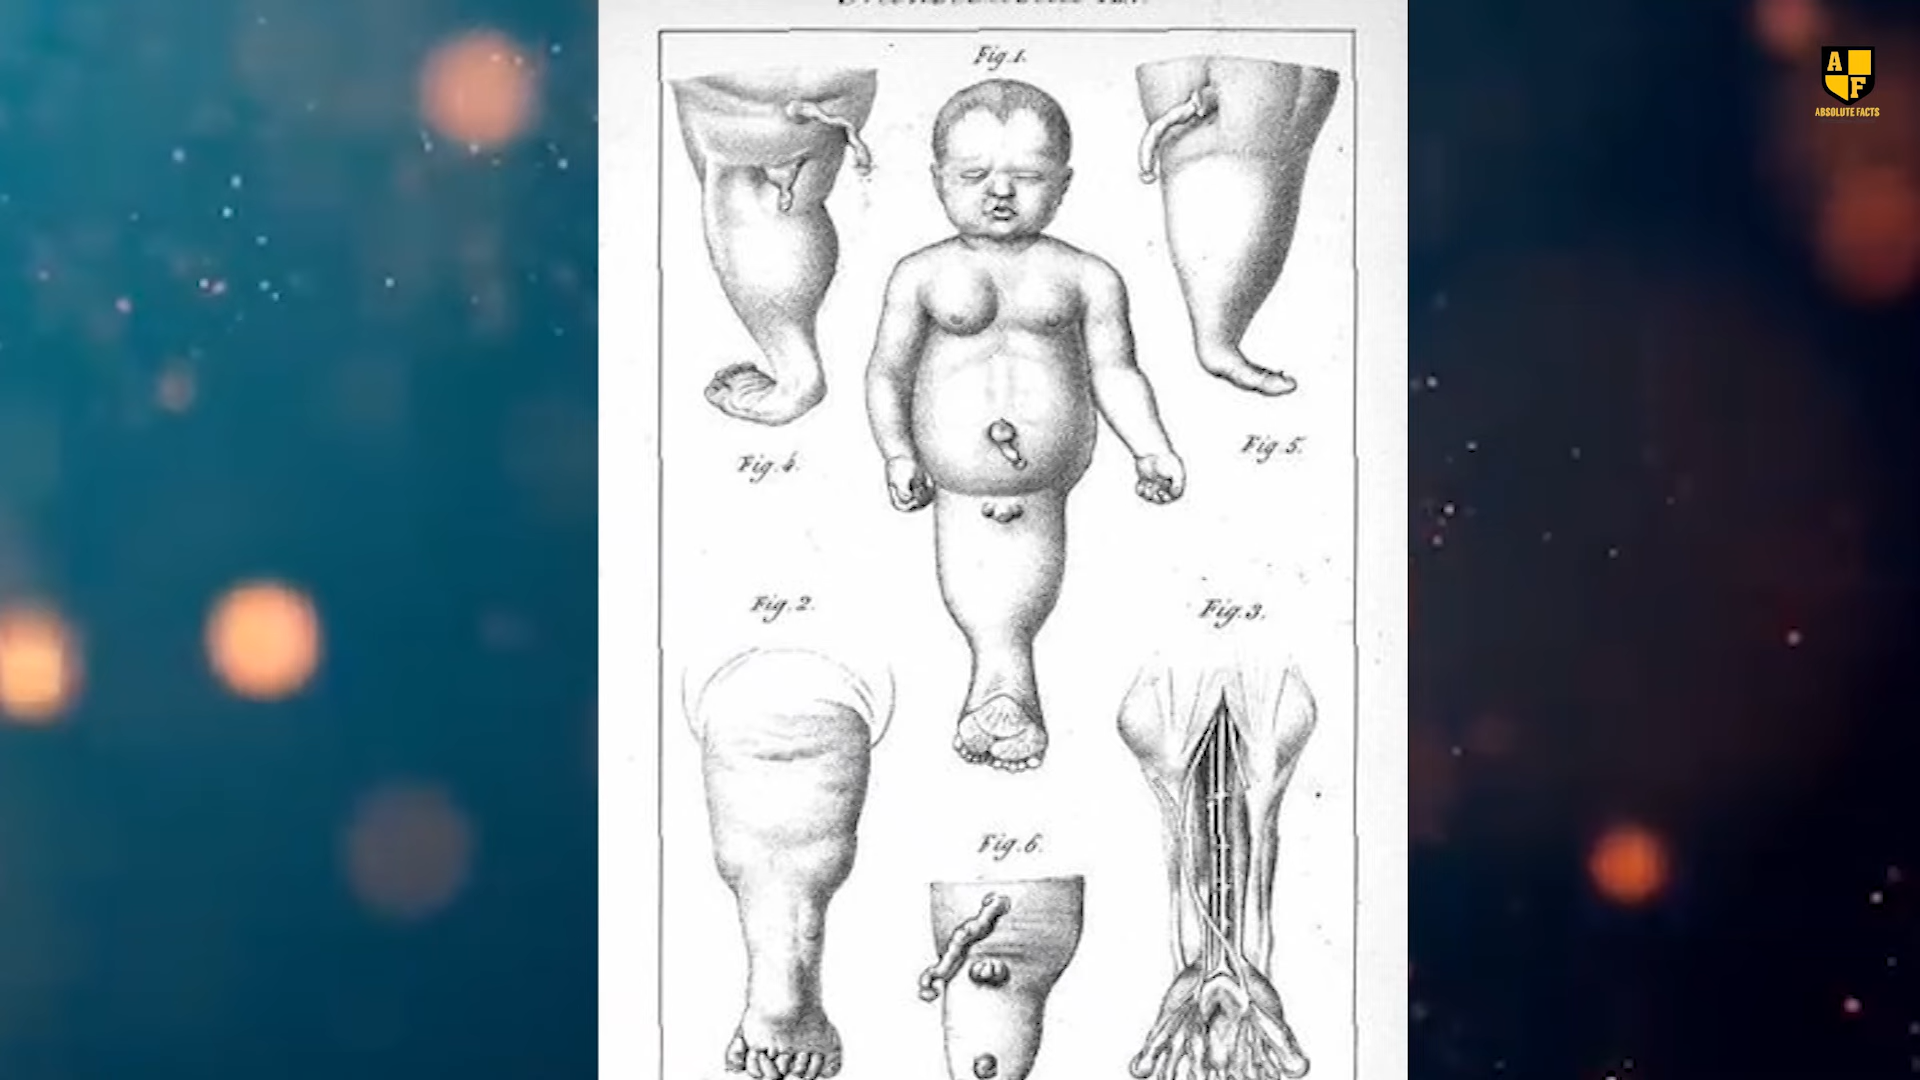 Fig. 1.
A
F
ABSOLUTE FACTS
Fig. 4.
Fig. 5.
Fig. 2.
Fig. 3.
Fig. 6.